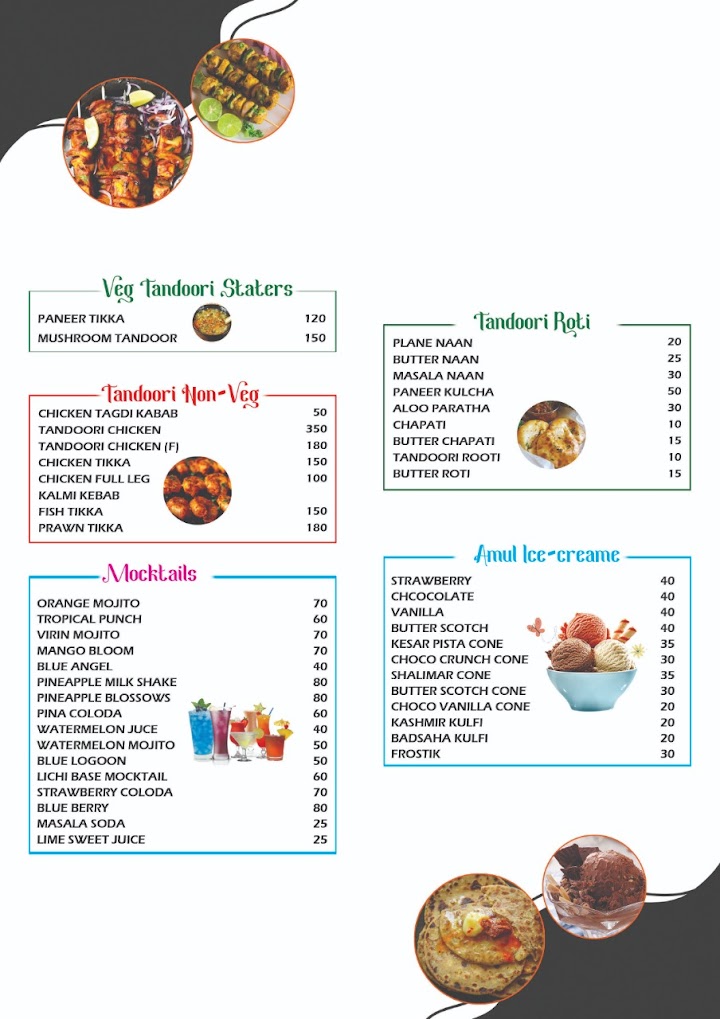 Veg Tandoori Staters
PANEER TIKKA 120
MUSHROOM TANDOOR 150
Tandoori Non-Veg
CHICKEN TAGDI KABAB 50
TANDOORI CHICKEN 350
TANDOORI CHICKEN (F) 180
CHICKEN TIKKA 150
CHICKEN FULL LEG 100
KALMI KEBAB
FISH TIKKA 150
PRAWN TIKKA 180
Mocktails
ORANGE MOJITO 70
TROPICAL PUNCH 60
VIRIN MOJITO 70
MANGO BLOOM 70
BLUE ANGEL 40
PINEAPPLE MILK SHAKE 80
PINEAPPLE BLOSSOWS 80
PINA COLODA 60
WATERMELON JUCE 40
WATERMELON MOJITO 50
BLUE LOGOON 50
LICHI BASE MOCKTAIL 60
STRAWBERRY COLODA 70
BLUE BERRY 80
MASALA SODA 25
LIME SWEET JUICE 25
Tandoori Roti
PLANE NAAN 20
BUTTER NAAN 25
MASALA NAAN 30
PANEER KULCHA 50
ALOO PARATHA 30
CHAPATI 10
BUTTER CHAPATI 15
TANDOORI ROOTI 10
BUTTER ROTI 15
Amul Ice-creame
STRAWBERRY 40
CHCOCOLATE 40
VANILLA 40
BUTTER SCOTCH 40
KESAR PISTA CONE 35
CHOCO CRUNCH CONE 30
SHALIMAR CONE 35
BUTTER SCOTCH CONE 30
CHOCO VANILLA CONE 20
KASHMIR KULFI 20
BADSAHA KULFI 20
FROSTIK 30